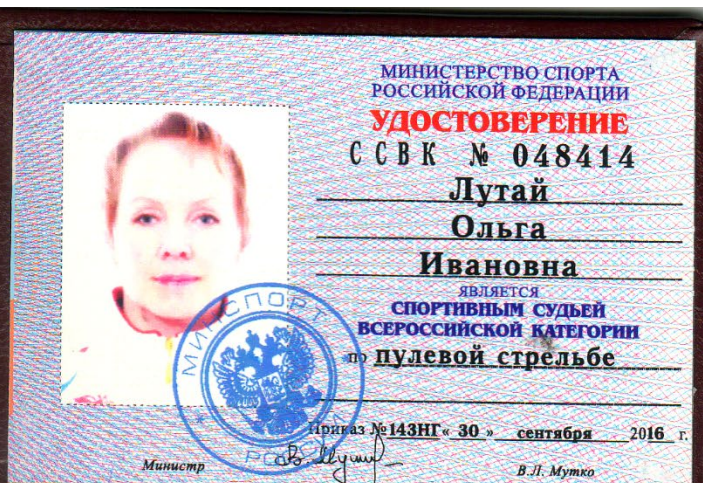 МИНИСТЕРСТВО СПОРТА
РОССИЙСКОЙ ФЕДЕРАЦИИ
УДОСТОВЕРЕНИЕ
ССВК № 048414
Лутай
Ольга
Ивановна
ЯВЛЯЕТСЯ
СПОРТИВНЫМ СУДЬЕЙ
ВСЕРОССИЙСКОЙ КАТЕГОРИИ
по пулевой стрельбе
Приказ №143НГ« 30 » сентября 2016 г.
Министр В.Л. Мутко
МИНСПОРТ